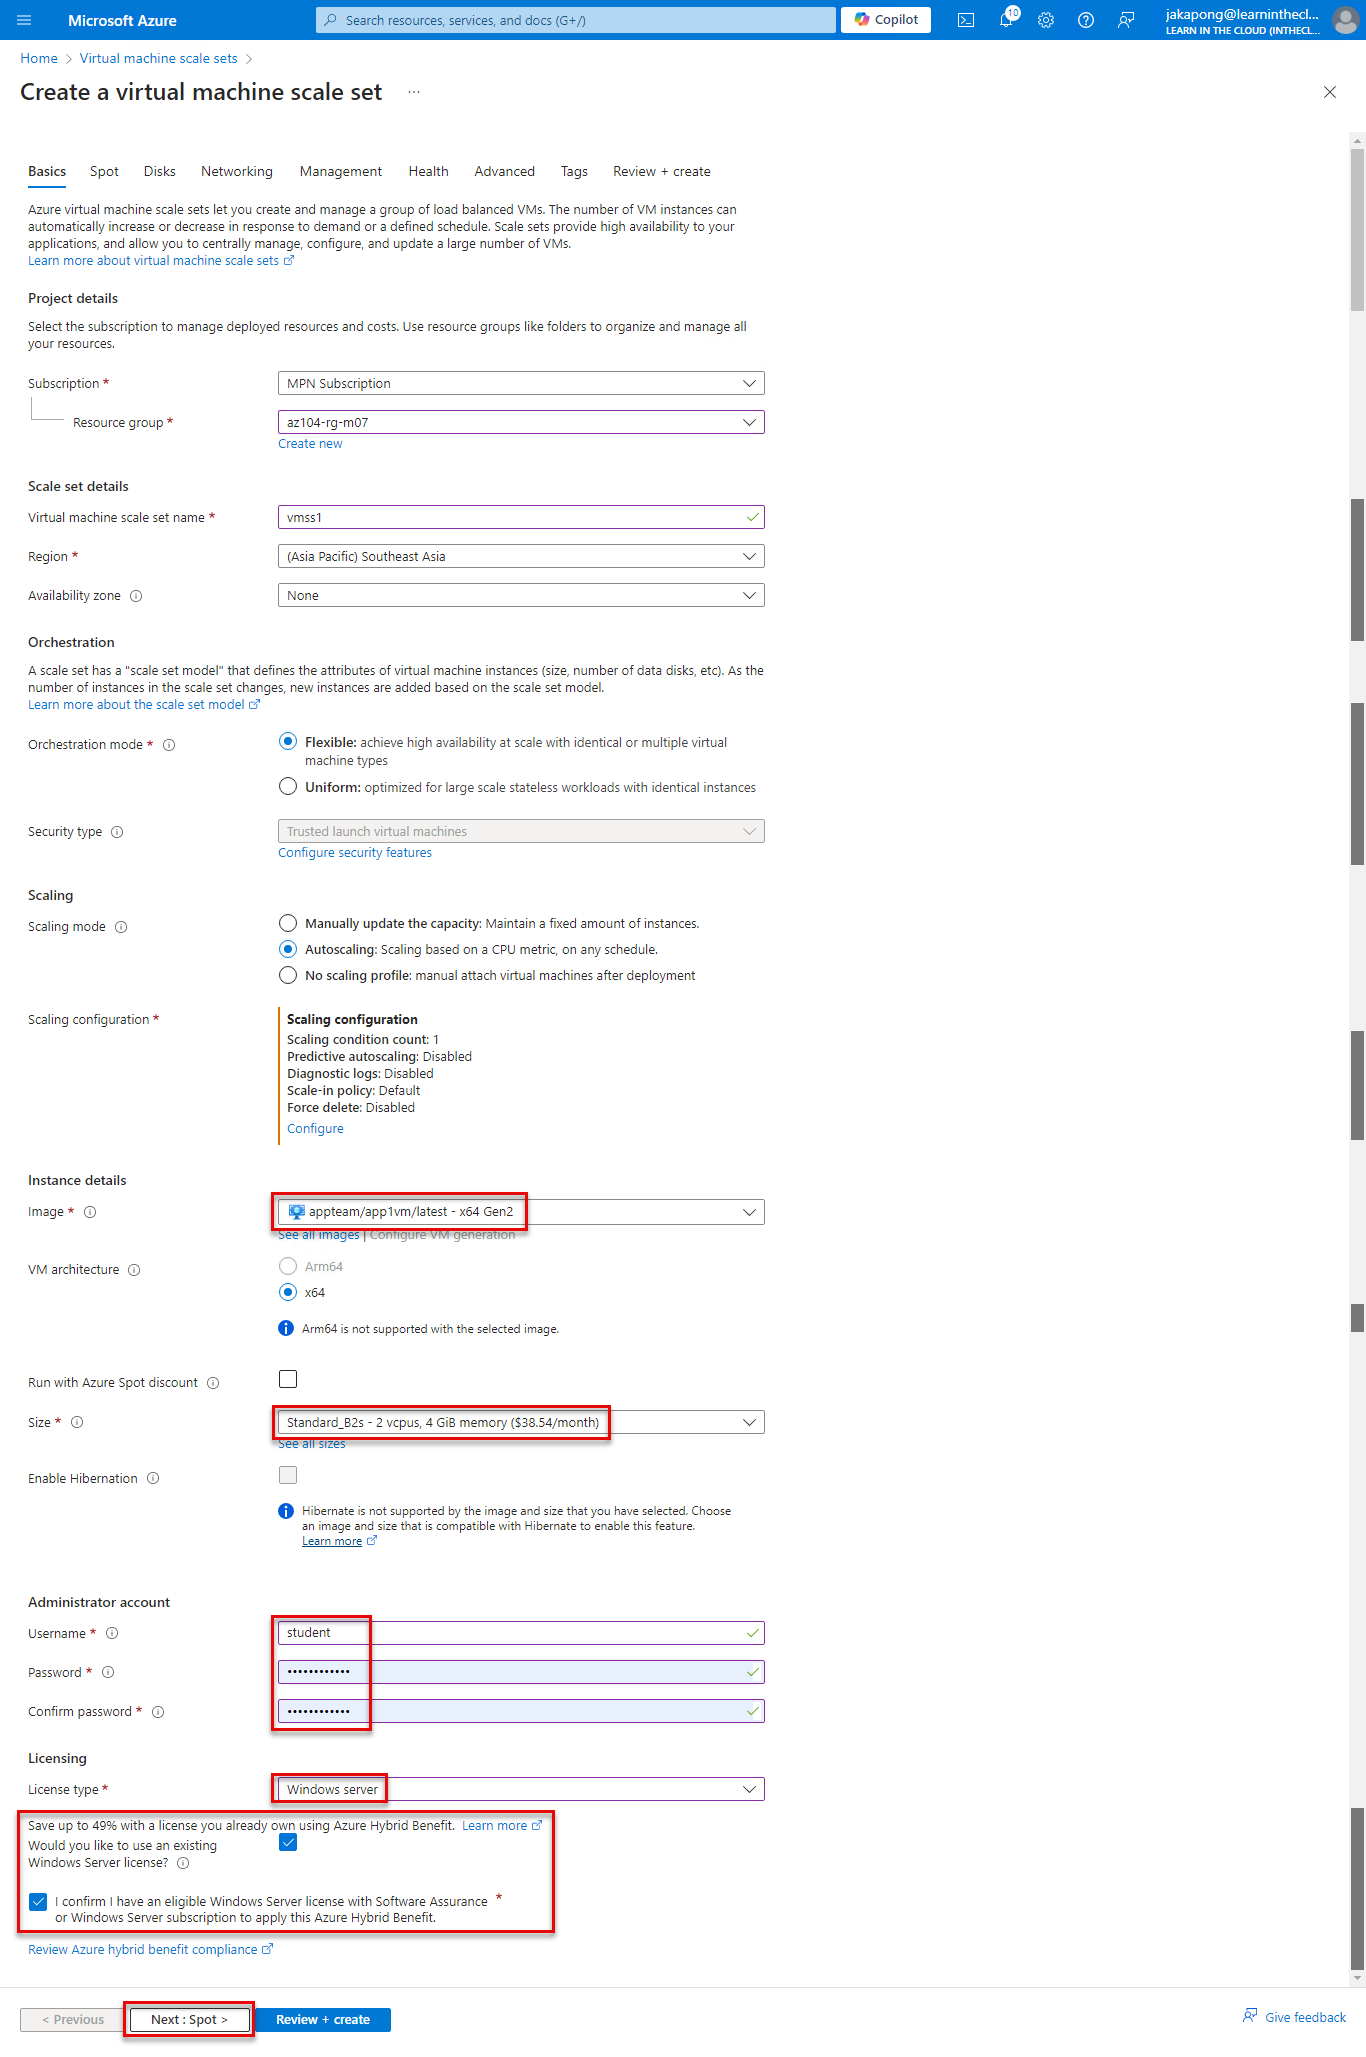 Microsoft Azure
Search resources, services, and docs (G+/)
Copilot
10
jakapong@learninthecl...
LEARN IN THE CLOUD (INTHECL...
Home > Virtual machine scale sets >
Create a virtual machine scale set ...
Basics Spot Disks Networking Management Health Advanced Tags Review + create
Azure virtual machine scale sets let you create and manage a group of load balanced VMs. The number of VM instances can
automatically increase or decrease in response to demand or a defined schedule. Scale sets provide high availability to your
applications, and allow you to centrally manage, configure, and update a large number of VMs.
Learn more about virtual machine scale sets
Project details
Select the subscription to manage deployed resources and costs. Use resource groups like folders to organize and manage all
your resources.
Subscription * MPN Subscription
Resource group * az104-rg-m07
Create new
Scale set details
Virtual machine scale set name * vmss1
Region * (Asia Pacific) Southeast Asia
Availability zone None
Orchestration
A scale set has a "scale set model" that defines the attributes of virtual machine instances (size, number of data disks, etc). As the
number of instances in the scale set changes, new instances are added based on the scale set model.
Learn more about the scale set model
Orchestration mode *
Flexible: achieve high availability at scale with identical or multiple virtual
machine types
Uniform: optimized for large scale stateless workloads with identical instances
Security type Trusted launch virtual machines
Configure security features
Scaling
Scaling mode
Manually update the capacity: Maintain a fixed amount of instances.
Autoscaling: Scaling based on a CPU metric, on any schedule.
No scaling profile: manual attach virtual machines after deployment
Scaling configuration * Scaling configuration
Scaling condition count: 1
Predictive autoscaling: Disabled
Diagnostic logs: Disabled
Scale-in policy: Default
Force delete: Disabled
Configure
Instance details
Image * appteam/app1vm/latest - x64 Gen2
See all images | Configure VM generation
VM architecture Arm64
x64
Arm64 is not supported with the selected image.
Run with Azure Spot discount
Size * Standard_B2s - 2 vcpus, 4 GiB memory ($38.54/month)
See all sizes
Enable Hibernation
Hibernate is not supported by the image and size that you have selected. Choose
an image and size that is compatible with Hibernate to enable this feature.
Learn more
Administrator account
Username * student
Password * ••••••••••••
Confirm password * ••••••••••••
Licensing
License type * Windows server
Save up to 49% with a license you already own using Azure Hybrid Benefit. Learn more
Would you like to use an existing
Windows Server license?
I confirm I have an eligible Windows Server license with Software Assurance *
or Windows Server subscription to apply this Azure Hybrid Benefit.
Review Azure hybrid benefit compliance
< Previous Next : Spot > Review + create Give feedback